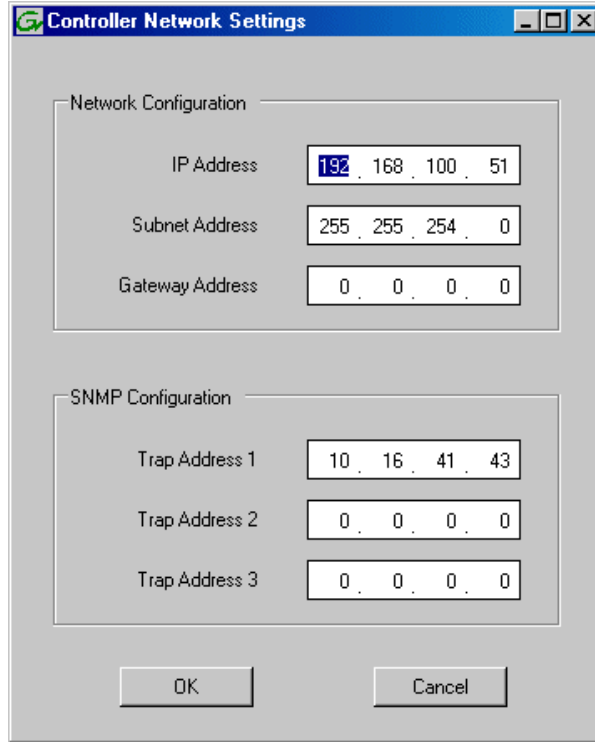 Controller Network Settings
Network Configuration
IP Address 192 . 168 . 100 . 51
Subnet Address 255 . 255 . 254 . 0
Gateway Address 0 . 0 . 0 . 0
SNMP Configuration
Trap Address 1 10 . 16 . 41 . 43
Trap Address 2 0 . 0 . 0 . 0
Trap Address 3 0 . 0 . 0 . 0
OK Cancel